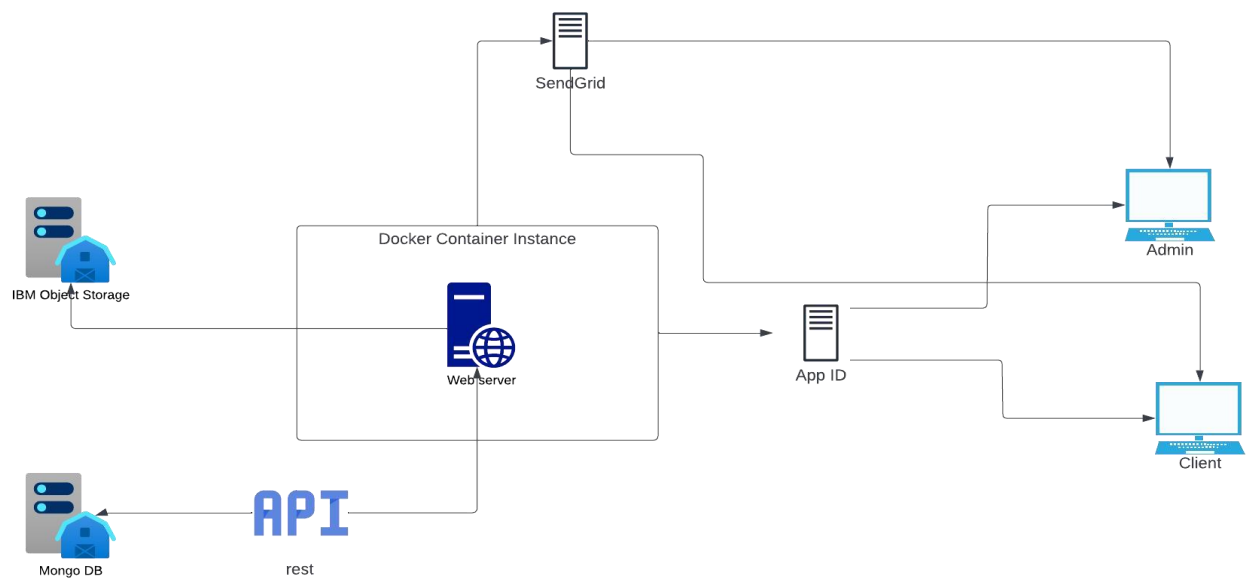 SendGrid
Docker Container Instance
Admin
IBM Object Storage
Web server
App ID
Client
API
rest
Mongo DB